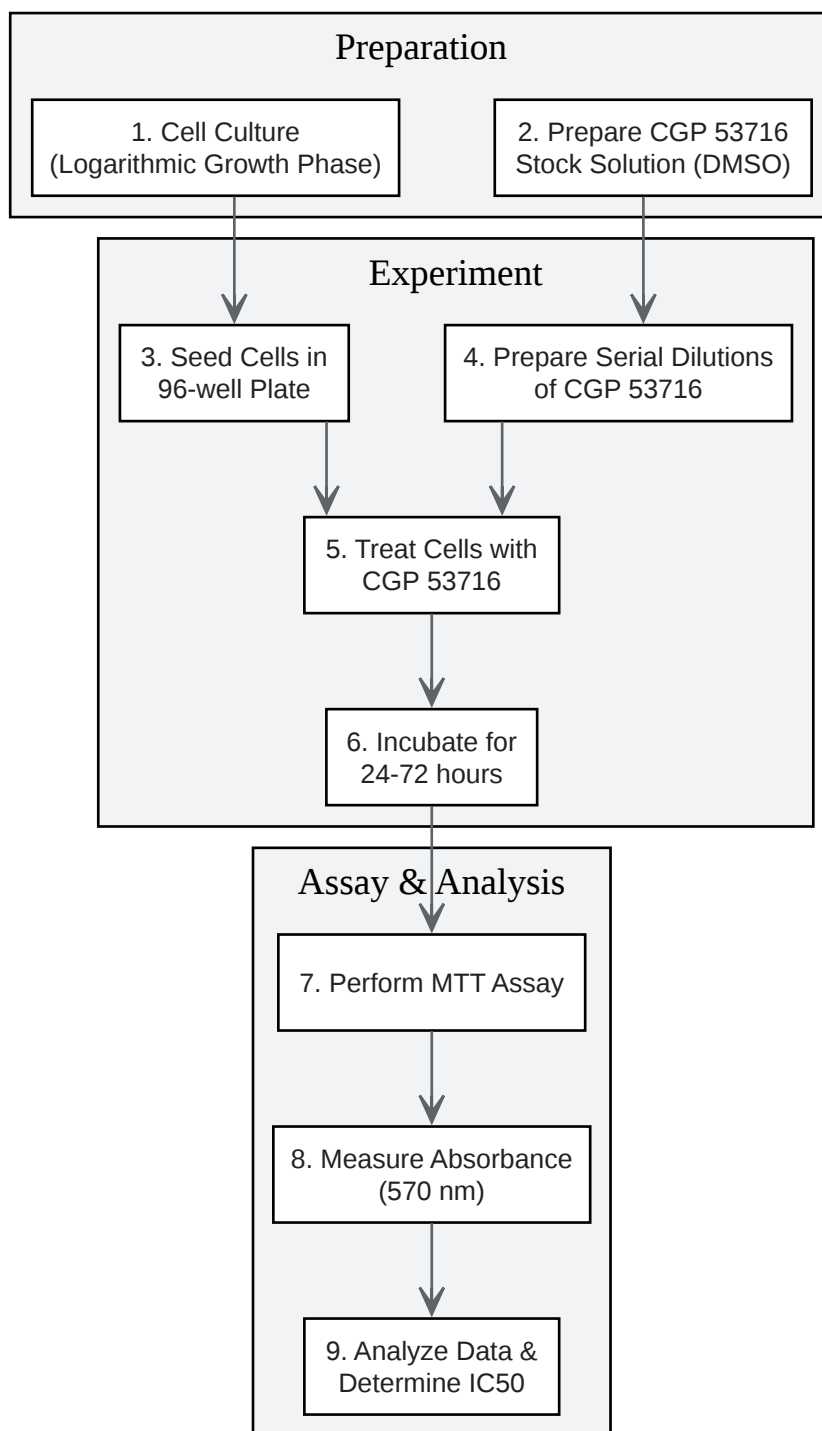 Preparation
1. Cell Culture
(Logarithmic Growth Phase)
2. Prepare CGP 53716
Stock Solution (DMSO)
Experiment
3. Seed Cells in
96-well Plate
4. Prepare Serial Dilutions
of CGP 53716
5. Treat Cells with
CGP 53716
6. Incubate for
24-72 hours
Assay & Analysis
7. Perform MTT Assay
8. Measure Absorbance
(570 nm)
9. Analyze Data &
Determine IC50